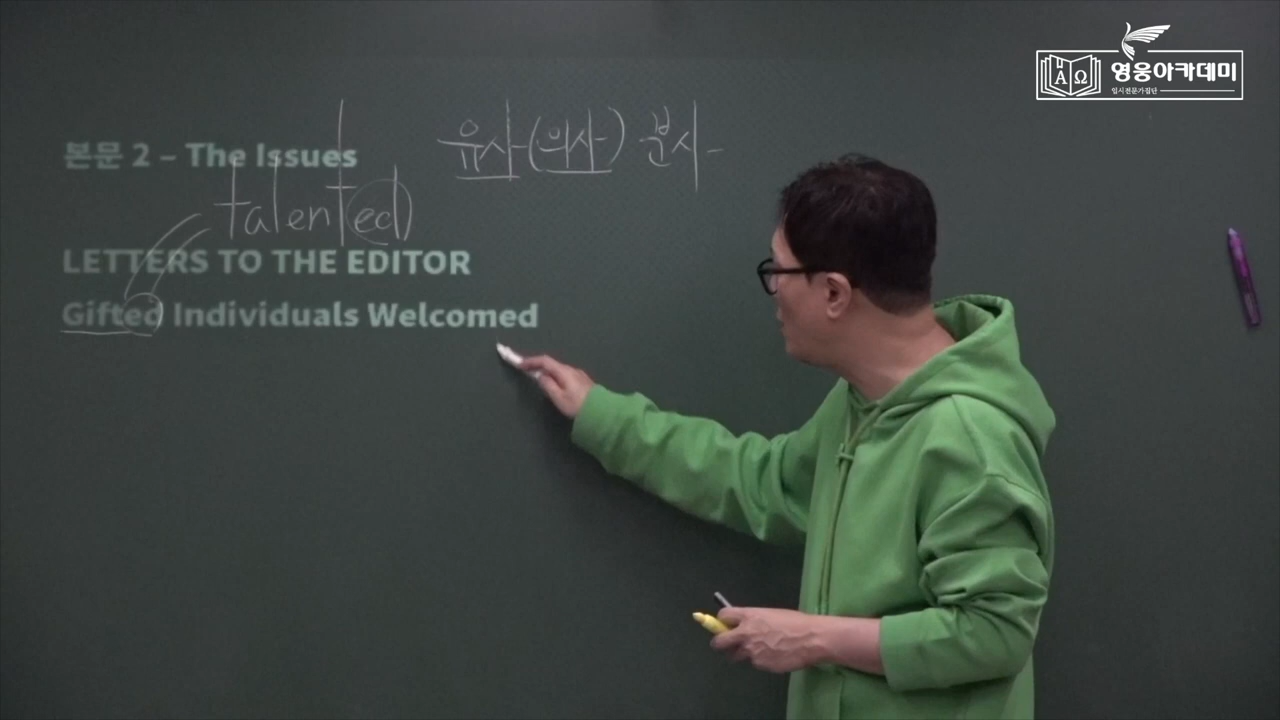 영웅아카데미
입시전문가집단
본문 2 – The Issues
유사(의사) 분사
talented
LETTERS TO THE EDITOR
Gifted Individuals Welcomed